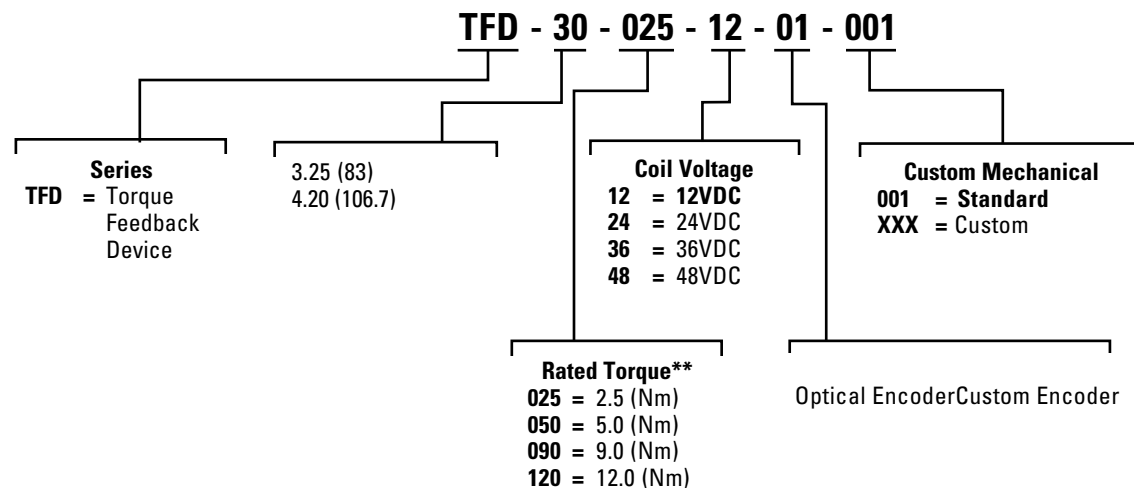 TFD - 30 - 025 - 12 - 01 - 001
Series
TFD = Torque
Feedback
Device
3.25 (83)
4.20 (106.7)
Coil Voltage
12 = 12VDC
24 = 24VDC
36 = 36VDC
48 = 48VDC
Custom Mechanical
001 = Standard
XXX = Custom
Rated Torque**
025 = 2.5 (Nm)
050 = 5.0 (Nm)
090 = 9.0 (Nm)
120 = 12.0 (Nm)
Optical EncoderCustom Encoder